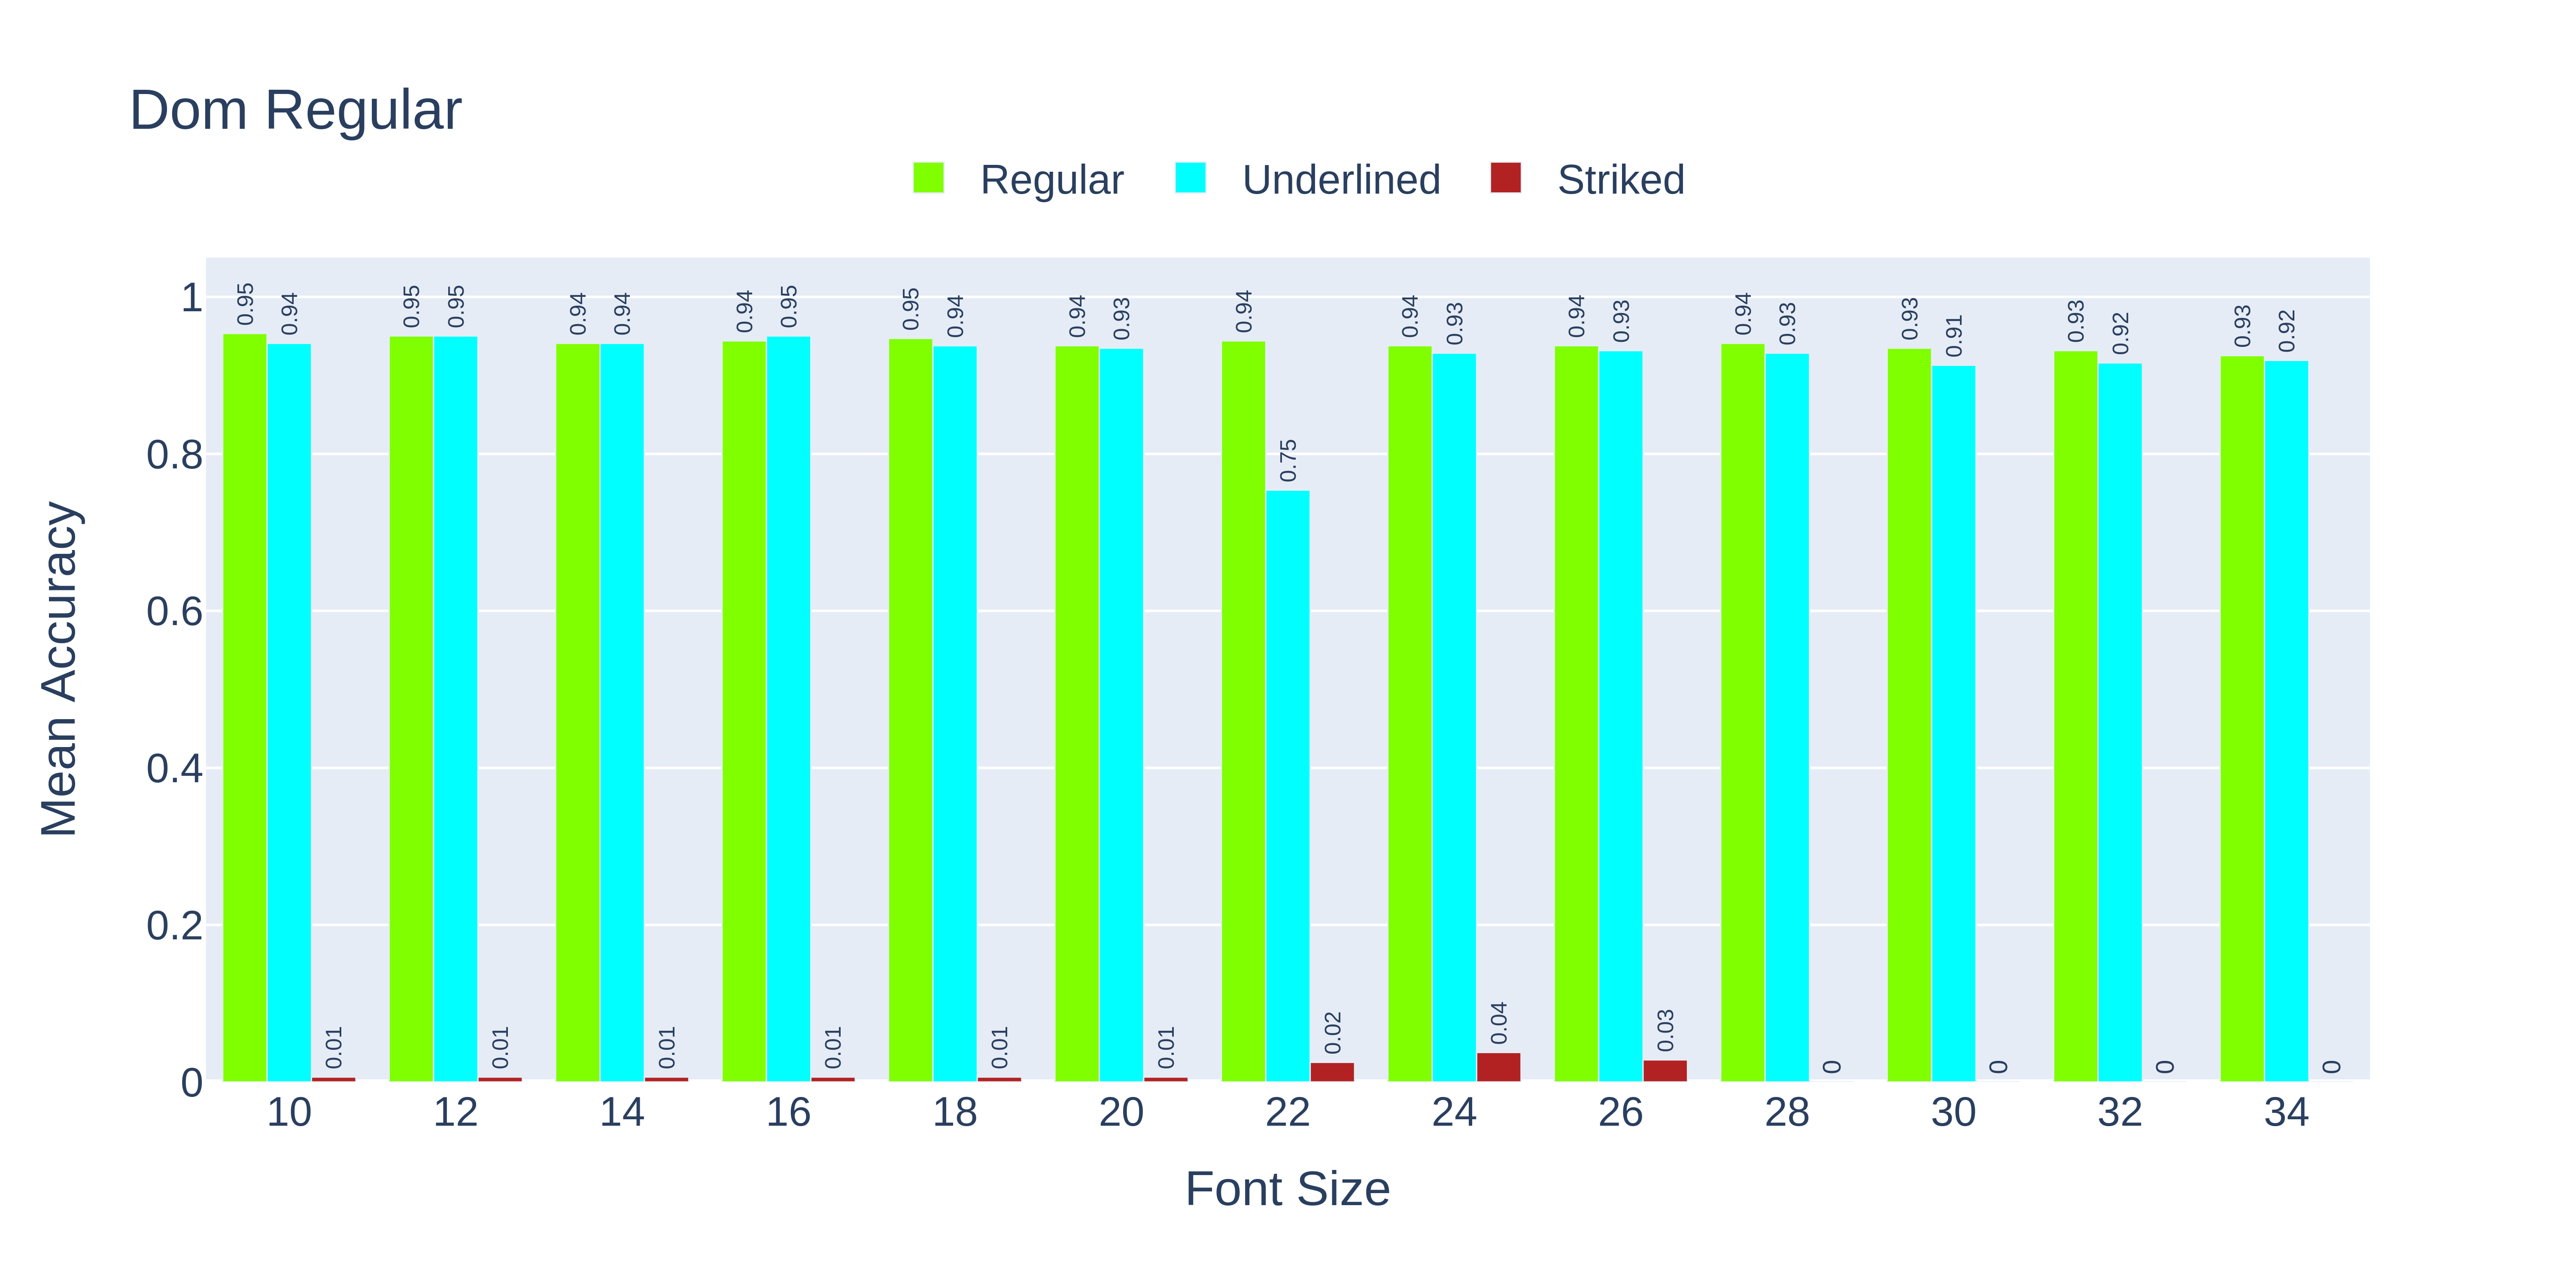 Dom Regular
Regular Underlined Striked
0.95 0.94 0.01 0.95 0.95 0.01 0.94 0.94 0.01 0.94 0.95 0.01 0.95 0.94 0.01 0.94 0.93 0.01 0.94 0.75 0.02 0.94 0.93 0.04 0.94 0.93 0.03 0.94 0.93 0 0.93 0.91 0 0.93 0.92 0 0.93 0.92 0
1
0.8
0.6
0.4
0.2
0
Mean Accuracy
10 12 14 16 18 20 22 24 26 28 30 32 34
Font Size